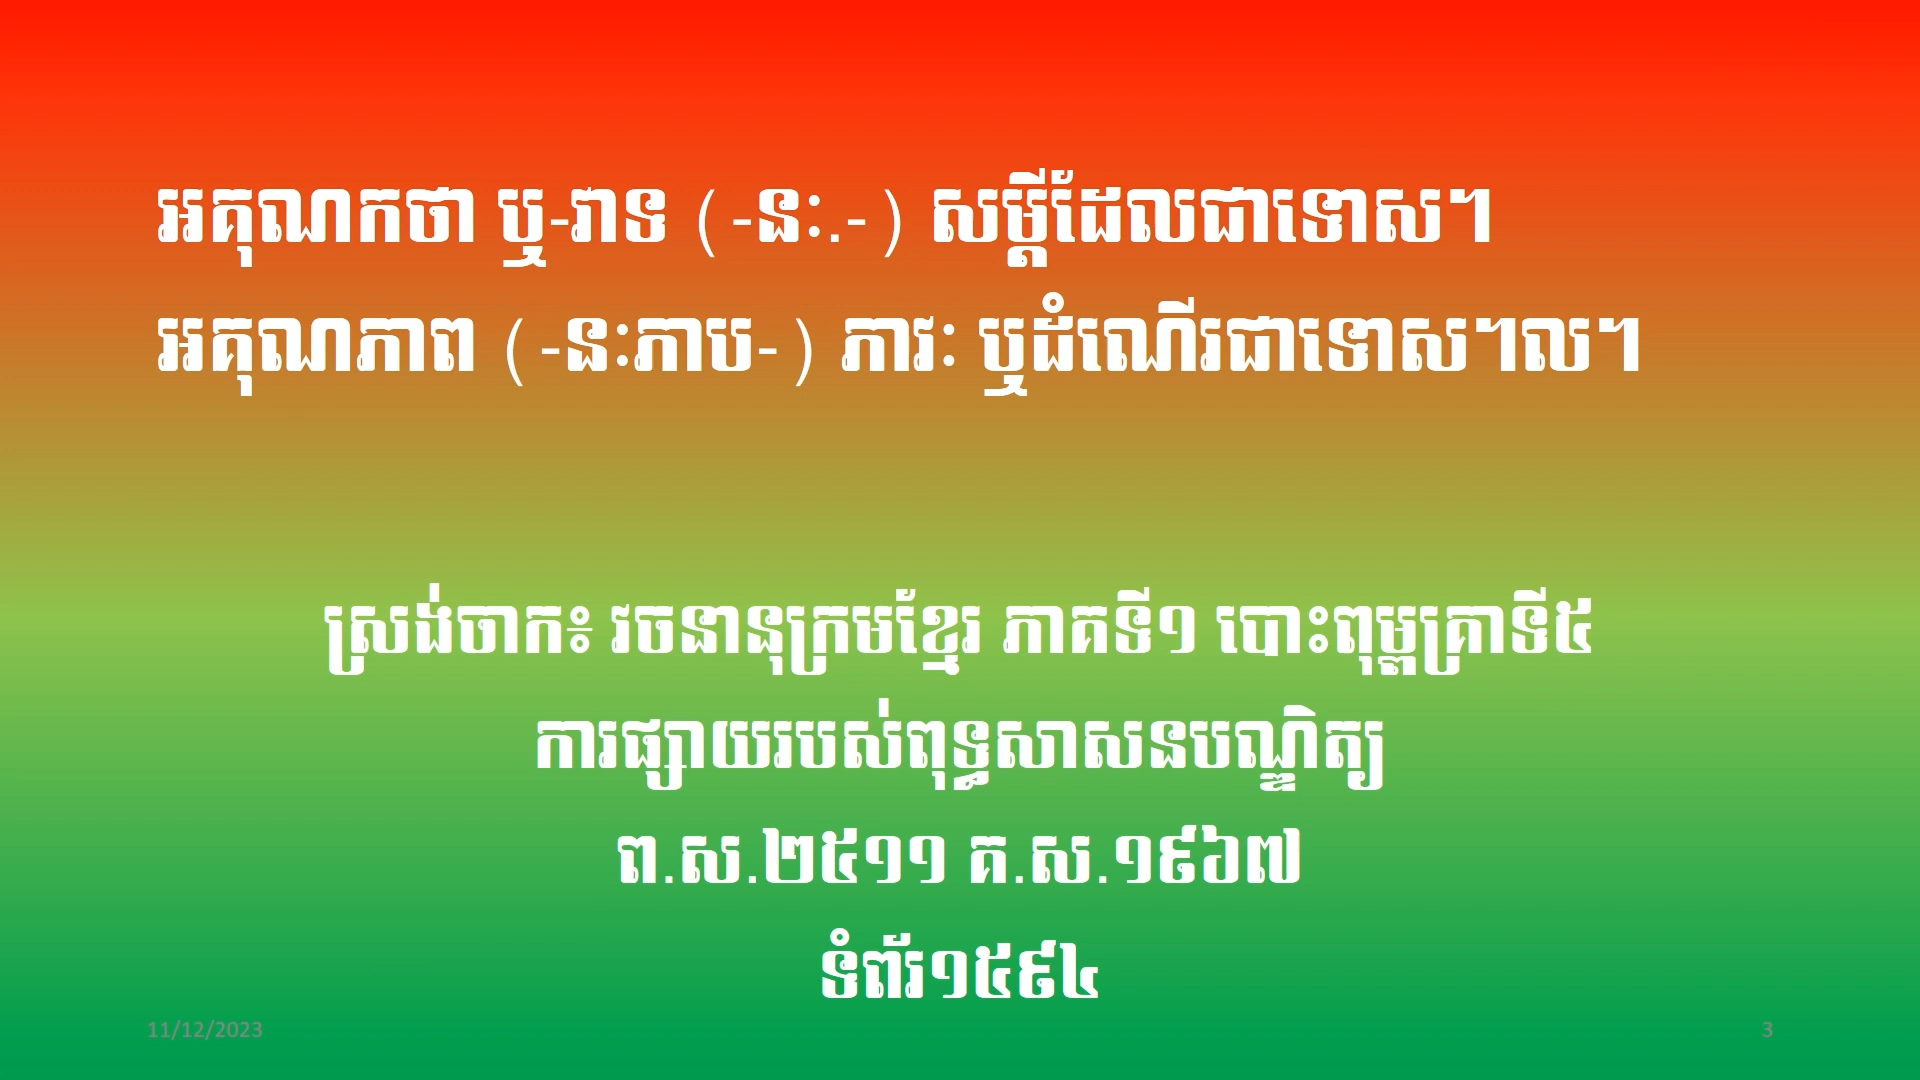 អគុណកថា ឬ-វាទ ( -នៈ.-) សម្ដីដែលជាទោស។
អគុណភាព ( -នៈភាប-) ភាវៈ ឬដំណើរជាទោស។ល។
ស្រង់ចាក៖ វចនានុក្រមខ្មែរ ភាគទី១ បោះពុម្ពគ្រាទី៥
ការផ្សាយរបស់ពុទ្ធសាសនបណ្ឌិត្យ
ព.ស.២៥១១ គ.ស.១៩៦៧
ទំព័រ១៥៩៤
11/12/2023
3